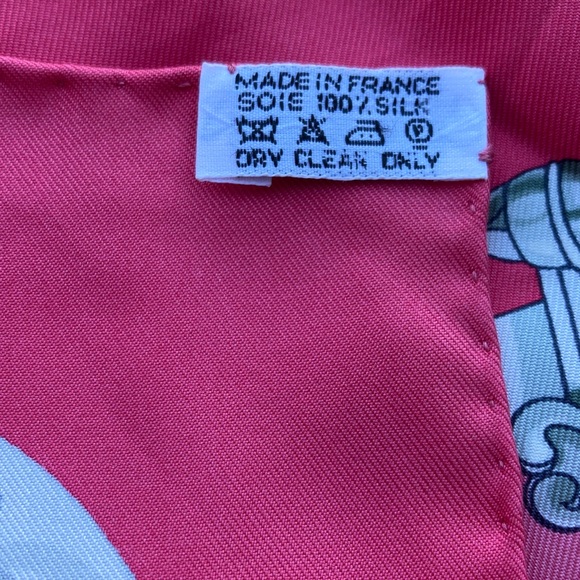 MADE IN FRANCE
SOIE 100% SILK
P
DRY CLEAN ONLY